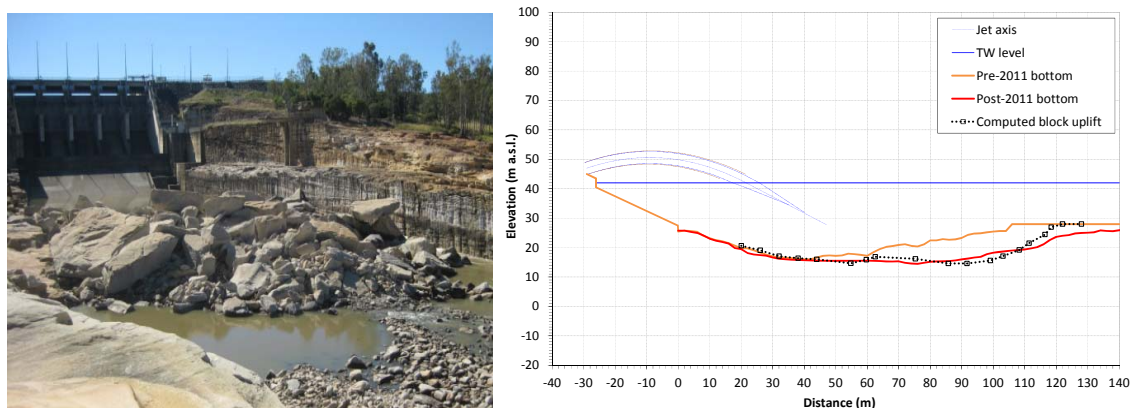 100
90
80
70
60
50
40
30
20
10
0
-10
-20
Elevation (m a.s.l.)
Jet axis
TW level
Pre-2011 bottom
Post-2011 bottom
Computed block uplift
-40 -30 -20 -10 0 10 20 30 40 50 60 70 80 90 100 110 120 130 140
Distance (m)